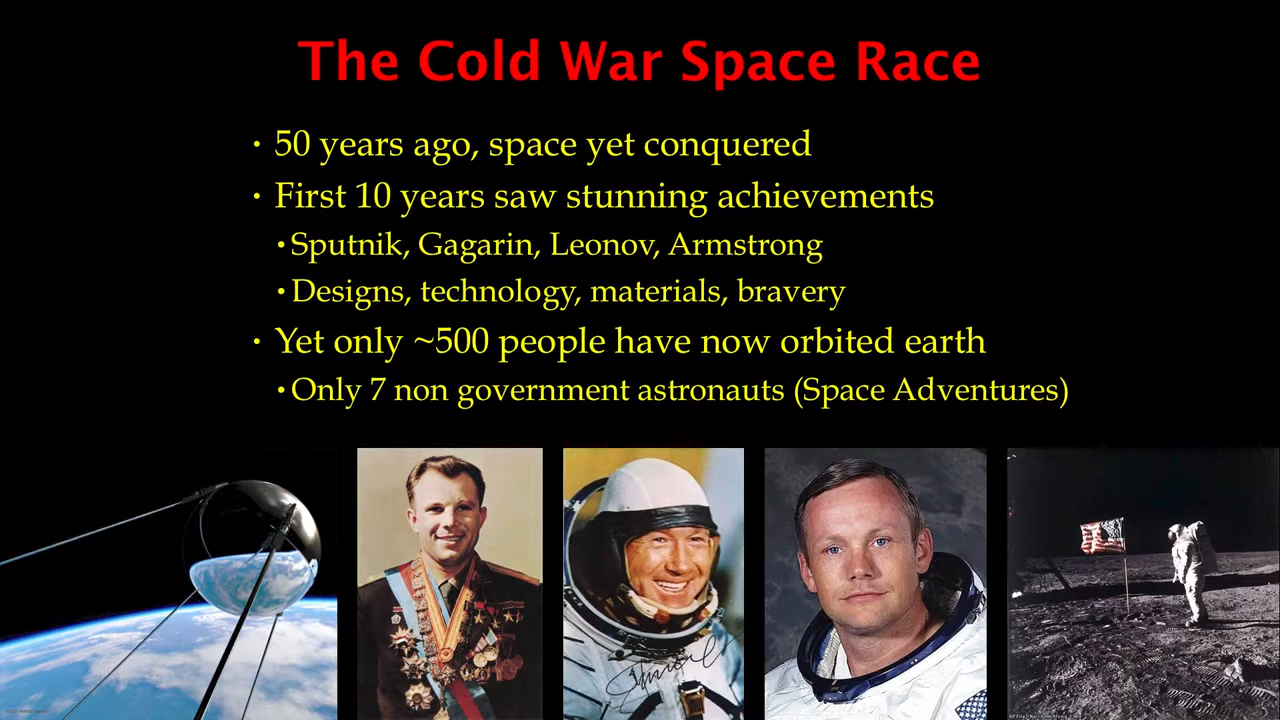 The Cold War Space Race
• 50 years ago, space yet conquered
• First 10 years saw stunning achievements
• Sputnik, Gagarin, Leonov, Armstrong
• Designs, technology, materials, bravery
• Yet only ~500 people have now orbited earth
• Only 7 non government astronauts (Space Adventures)